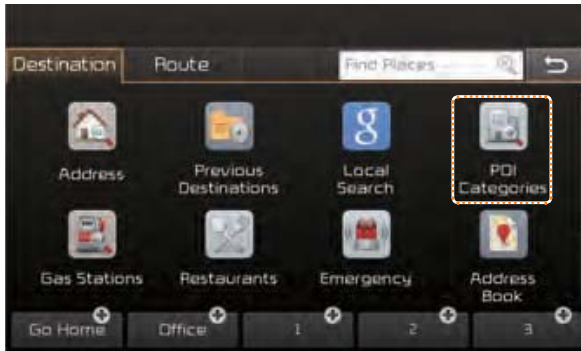 Destination Route Find Places
g
Address Previous Destinations Local Search POI Categories
Gas Stations Restaurants Emergency Address Book
Go Home Office 1 2 3